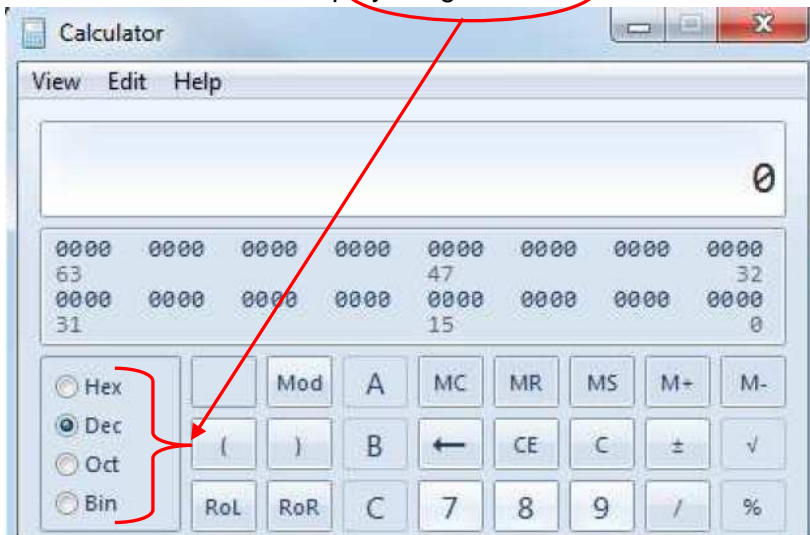 Calculator
View Edit Help
0
0000 0000 0000 0000 0000 0000 0000 0000
63 47 32
0000 0000 0000 0000 0000 0000 0000 0000
31 15 0
Hex Mod A MC MR MS M+ M-
Dec ( ) B ← CE C ± √
Oct
Bin RoL RoR C 7 8 9 / %